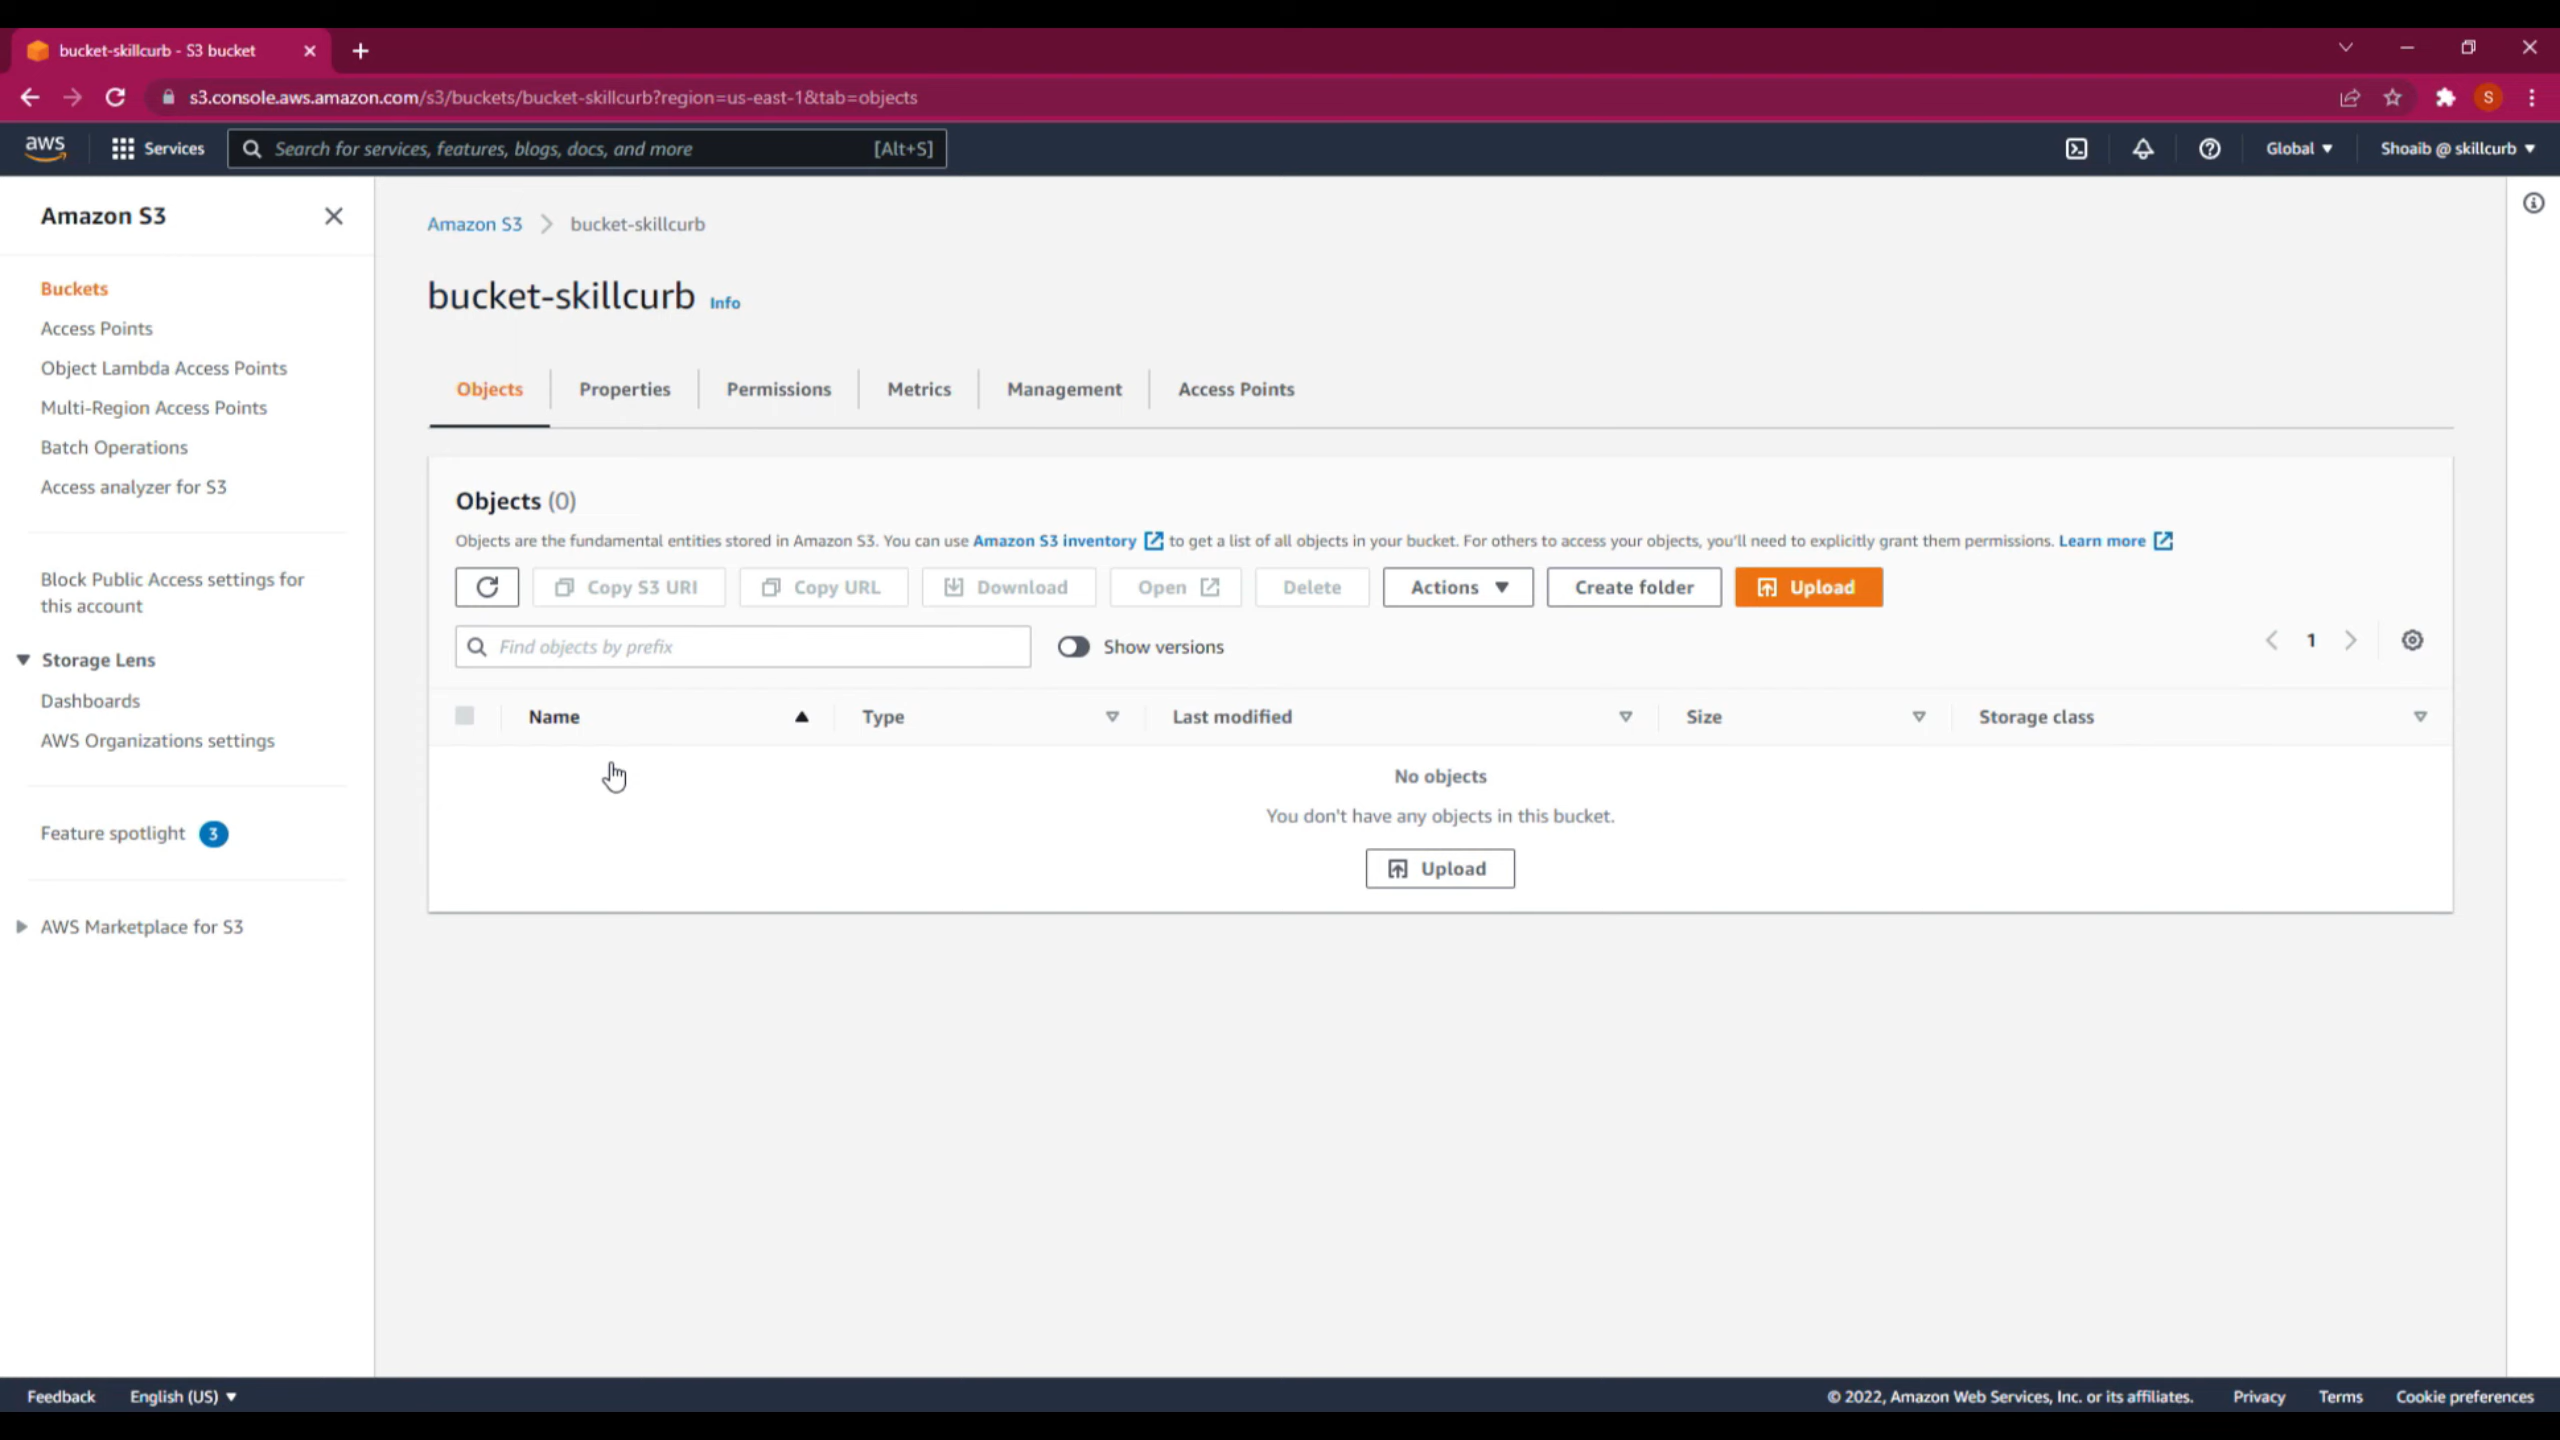 bucket-skillcurb - S3 bucket
s3.console.aws.amazon.com/s3/buckets/bucket-skillcurb?region=us-east-1&tab=objects
S
aws
Services
Search for services, features, blogs, docs, and more
[Alt+S]
Global
Shoaib @ skillcurb
Amazon S3
Buckets
Access Points
Object Lambda Access Points
Multi-Region Access Points
Batch Operations
Access analyzer for S3
Block Public Access settings for
this account
Storage Lens
Dashboards
AWS Organizations settings
Feature spotlight 3
AWS Marketplace for S3
Amazon S3 > bucket-skillcurb
bucket-skillcurb Info
Objects Properties Permissions Metrics Management Access Points
Objects (0)
Objects are the fundamental entities stored in Amazon S3. You can use Amazon S3 inventory to get a list of all objects in your bucket. For others to access your objects, you'll need to explicitly grant them permissions. Learn more
Copy S3 URI Copy URL Download Open Delete Actions Create folder Upload
Find objects by prefix
Show versions
1
Name Type Last modified Size Storage class
No objects
You don't have any objects in this bucket.
Upload
Feedback English (US) © 2022, Amazon Web Services, Inc. or its affiliates. Privacy Terms Cookie preferences